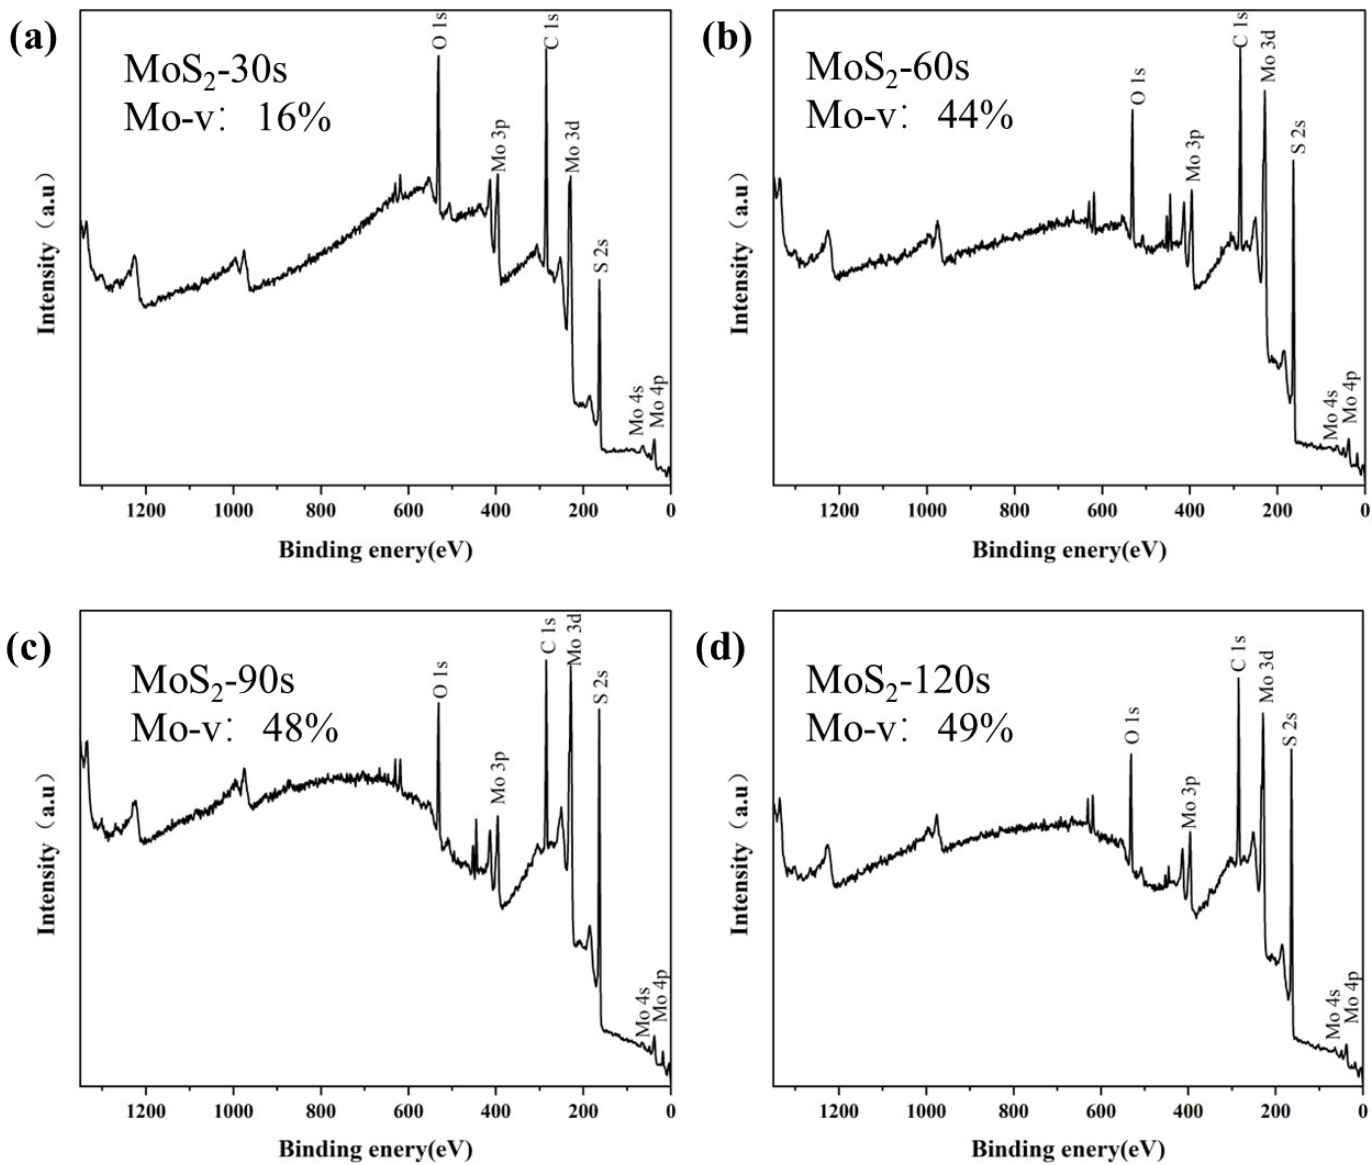 (a)
MoS₂-30s
Mo-v: 16%
O 1s
Mo 3p
C 1s
Mo 3d
S 2s
Mo 4s
Mo 4p
Intensity (a.u)
1200 1000 800 600 400 200 0
Binding enery(eV)
(b)
MoS₂-60s
Mo-v: 44%
O 1s
Mo 3p
C 1s
Mo 3d
S 2s
Mo 4s
Mo 4p
Intensity (a.u)
1200 1000 800 600 400 200 0
Binding enery(eV)
(c)
MoS₂-90s
Mo-v: 48%
O 1s
Mo 3p
C 1s
Mo 3d
S 2s
Mo 4s
Mo 4p
Intensity (a.u)
1200 1000 800 600 400 200 0
Binding enery(eV)
(d)
MoS₂-120s
Mo-v: 49%
O 1s
Mo 3p
C 1s
Mo 3d
S 2s
Mo 4s
Mo 4p
Intensity (a.u)
1200 1000 800 600 400 200 0
Binding enery(eV)